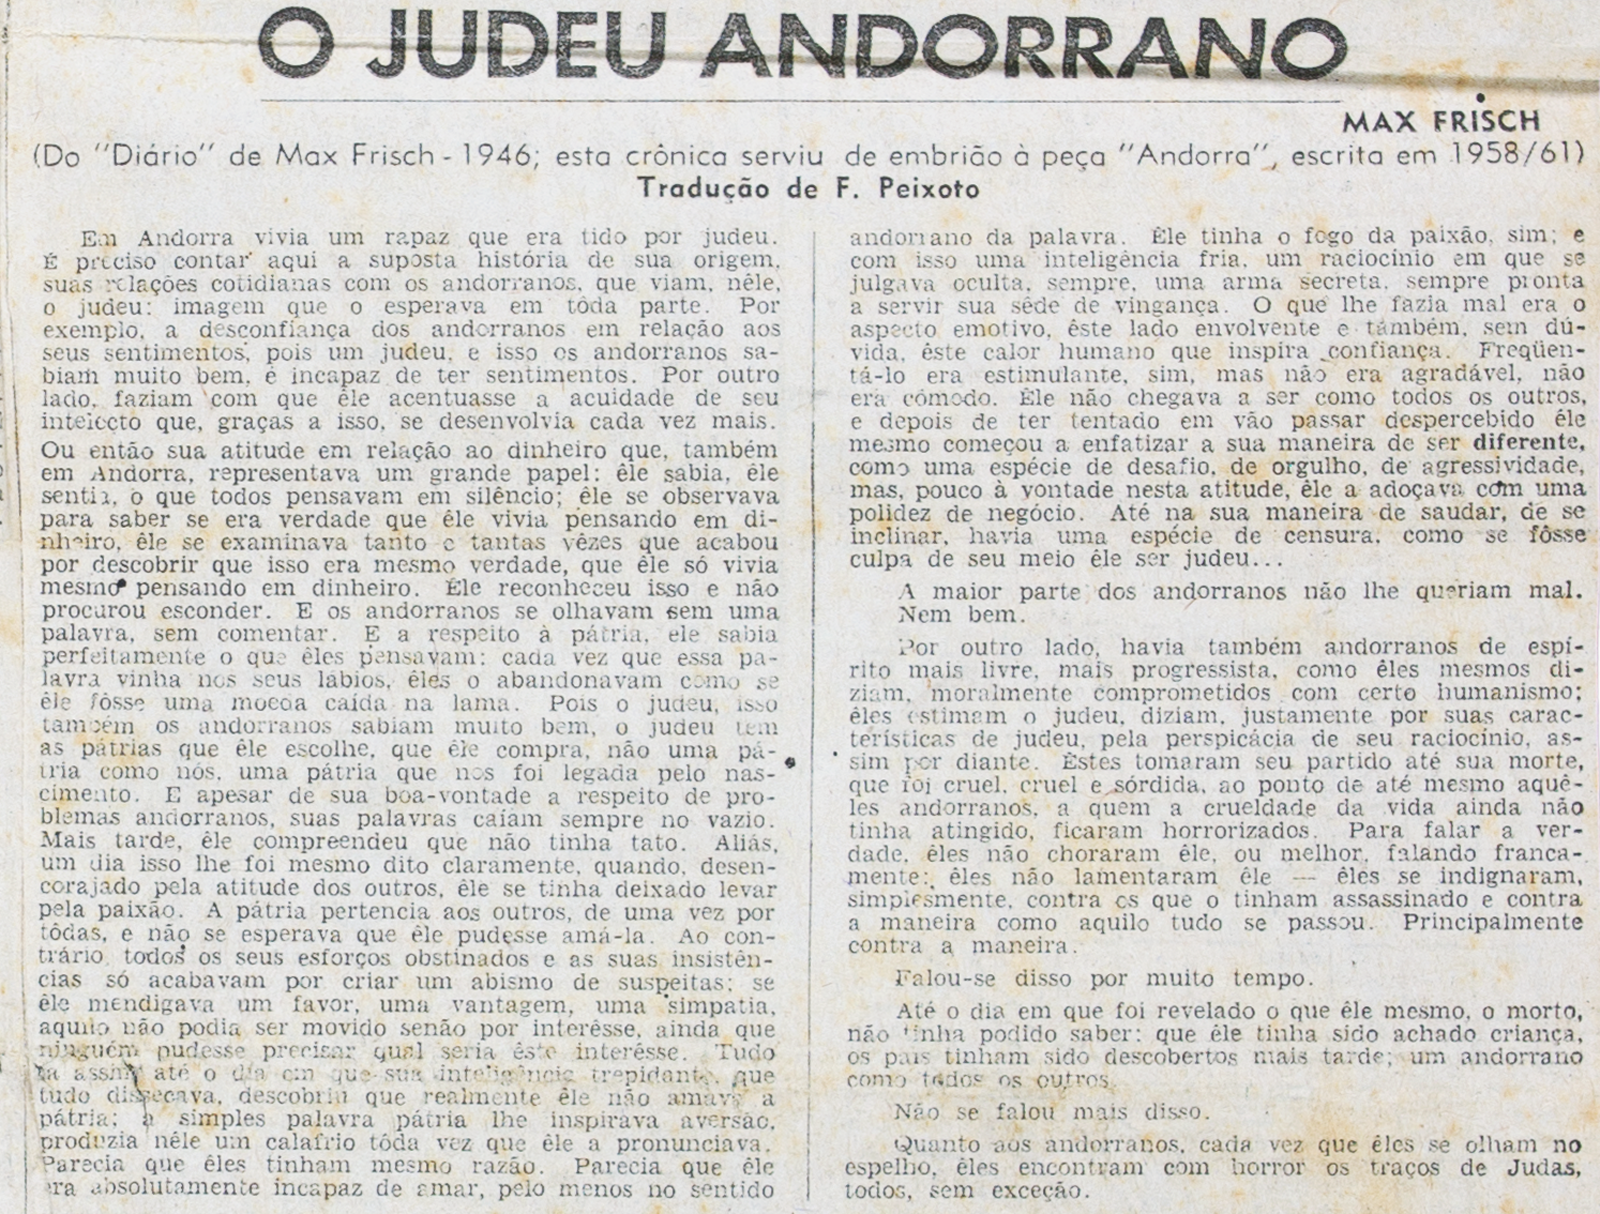 O JUDEU ANDORRANO
MAX FRISCH
(Do "Diário" de Max Frisch - 1946; esta crônica serviu de embrião à peça "Andorra", escrita em 1958/61)
Tradução de F. Peixoto
Em Andorra vivia um rapaz que era tido por judeu.
É preciso contar aqui a suposta história de sua origem,
suas relações cotidianas com os andorranos, que viam, nêle,
o judeu: imagem que o esperava em tôda parte. Por
exemplo, a desconfiança dos andorranos em relação aos
seus sentimentos, pois um judeu, e isso os andorranos sa-
biam muito bem, é incapaz de ter sentimentos. Por outro
lado, faziam com que êle acentuasse a acuidade de seu
intelecto que, graças a isso, se desenvolvia cada vez mais.
Ou então sua atitude em relação ao dinheiro que, também
em Andorra, representava um grande papel: êle sabia, êle
sentia, o que todos pensavam em silêncio; êle se observava
para saber se era verdade que êle vivia pensando em di-
nheiro, êle se examinava tanto e tantas vêzes que acabou
por descobrir que isso era mesmo verdade, que êle só vivia
mesmo pensando em dinheiro. Êle reconheceu isso e não
procurou esconder. E os andorranos se olhavam sem uma
palavra, sem comentar. E a respeito à pátria, ele sabia
perfeitamente o que êles pensavam: cada vez que essa pa-
lavra vinha nos seus lábios, êles o abandonavam como se
êle fôsse uma moeda caída na lama. Pois o judeu, isso
também os andorranos sabiam muito bem, o judeu tem
as pátrias que êle escolhe, que êle compra, não uma pá-
tria como nós, uma pátria que nos foi legada pelo nas-
cimento. E apesar de sua boa-vontade a respeito de pro-
blemas andorranos, suas palavras caíam sempre no vazio.
Mais tarde, êle compreendeu que não tinha tato. Aliás,
um dia isso lhe foi mesmo dito claramente, quando, desen-
corajado pela atitude dos outros, êle se tinha deixado levar
pela paixão. A pátria pertencia aos outros, de uma vez por
tôdas, e não se esperava que êle pudesse amá-la. Ao con-
trário, todos os seus esforços obstinados e as suas insistên-
cias só acabavam por criar um abismo de suspeitas; se
êle mendigava um favor, uma vantagem, uma simpatia,
aquilo não podia ser movido senão por interêsse, ainda que
ninguém pudesse precisar qual seria êste interêsse. Tudo
ia assim até o dia em que sua inteligência trepidante, que
tudo dissecava, descobriu que realmente êle não amava a
pátria; a simples palavra pátria lhe inspirava aversão,
produzia nêle um calafrio tôda vez que êle a pronunciava.
Parecia que êles tinham mesmo razão. Parecia que êle
era absolutamente incapaz de amar, pelo menos no sentido
andorrano da palavra. Êle tinha o fogo da paixão, sim; e
com isso uma inteligência fria, um raciocínio em que se
julgava oculta, sempre, uma arma secreta, sempre pronta
a servir sua sêde de vingança. O que lhe fazia mal era o
aspecto emotivo, êste lado envolvente e também, sem dú-
vida, êste calor humano que inspira confiança. Freqüen-
tá-lo era estimulante, sim, mas não era agradável, não
era cômodo. Êle não chegava a ser como todos os outros,
e depois de ter tentado em vão passar despercebido êle
mesmo começou a enfatizar a sua maneira de ser diferente,
como uma espécie de desafio, de orgulho, de agressividade,
mas, pouco à vontade nesta atitude, êle a adoçava com uma
polidez de negócio. Até na sua maneira de saudar, de se
inclinar, havia uma espécie de censura, como se fôsse
culpa de seu meio êle ser judeu...
A maior parte dos andorranos não lhe queriam mal.
Nem bem.
Por outro lado, havia também andorranos de espí-
rito mais livre, mais progressista, como êles mesmos di-
ziam, moralmente comprometidos com certo humanismo;
êles estimam o judeu, diziam, justamente por suas carac-
terísticas de judeu, pela perspicácia de seu raciocínio, as-
sim por diante. Êstes tomaram seu partido até sua morte,
que foi cruel, cruel e sórdida, ao ponto de até mesmo aquê-
les andorranos, a quem a crueldade da vida ainda não
tinha atingido, ficaram horrorizados. Para falar a ver-
dade, êles não choraram êle, ou melhor, falando franca-
mente: êles não lamentaram êle — êles se indignaram,
simplesmente, contra os que o tinham assassinado e contra
a maneira como aquilo tudo se passou. Principalmente
contra a maneira.
Falou-se disso por muito tempo.
Até o dia em que foi revelado o que êle mesmo, o morto,
não tinha podido saber: que êle tinha sido achado criança,
os pais tinham sido descobertos mais tarde; um andorrano
como todos os outros.
Não se falou mais disso.
Quanto aos andorranos, cada vez que êles se olham no
espelho, êles encontram com horror os traços de Judas,
todos, sem exceção.